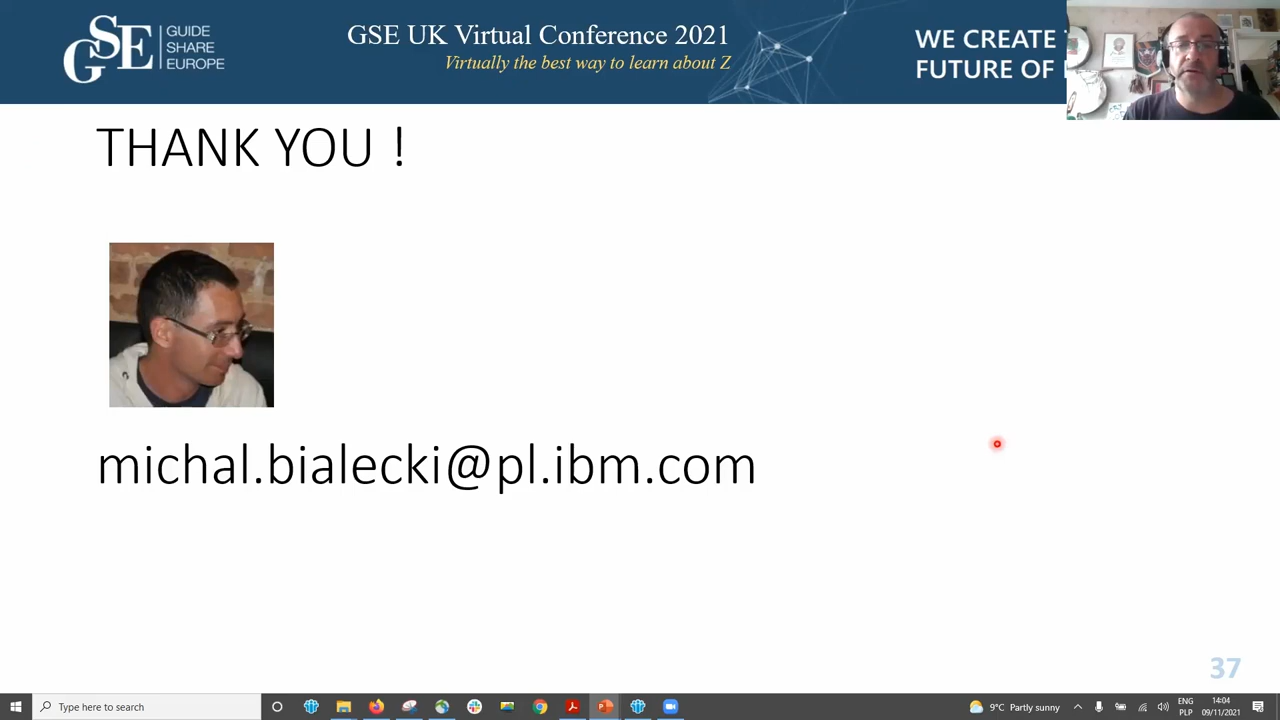 GSE
GUIDE
SHARE
EUROPE
GSE UK Virtual Conference 2021
Virtually the best way to learn about Z
WE CREATE
FUTURE OF
THANK YOU !
michal.bialecki@pl.ibm.com
37
Type here to search
9°C Partly sunny
ENG
PLP
14:04
09/11/2021